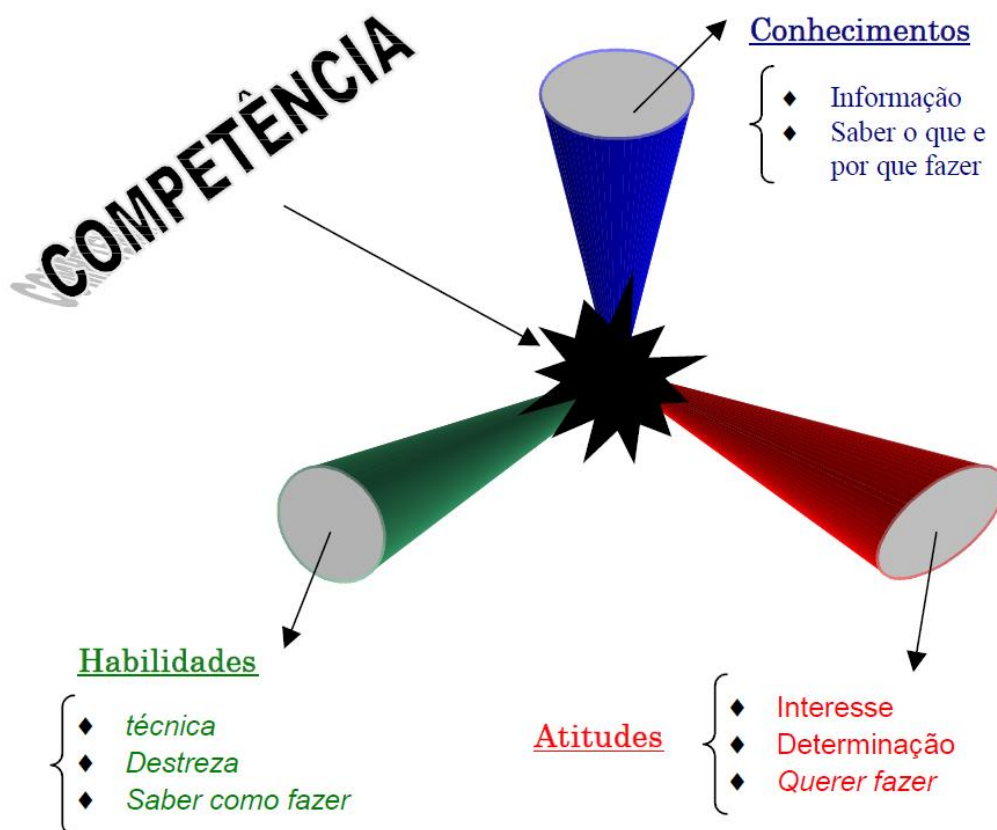 COMPETÊNCIA
Conhecimentos
Informação
Saber o que e
por que fazer
Habilidades
técnica
Destreza
Saber como fazer
Atitudes
Interesse
Determinação
Querer fazer